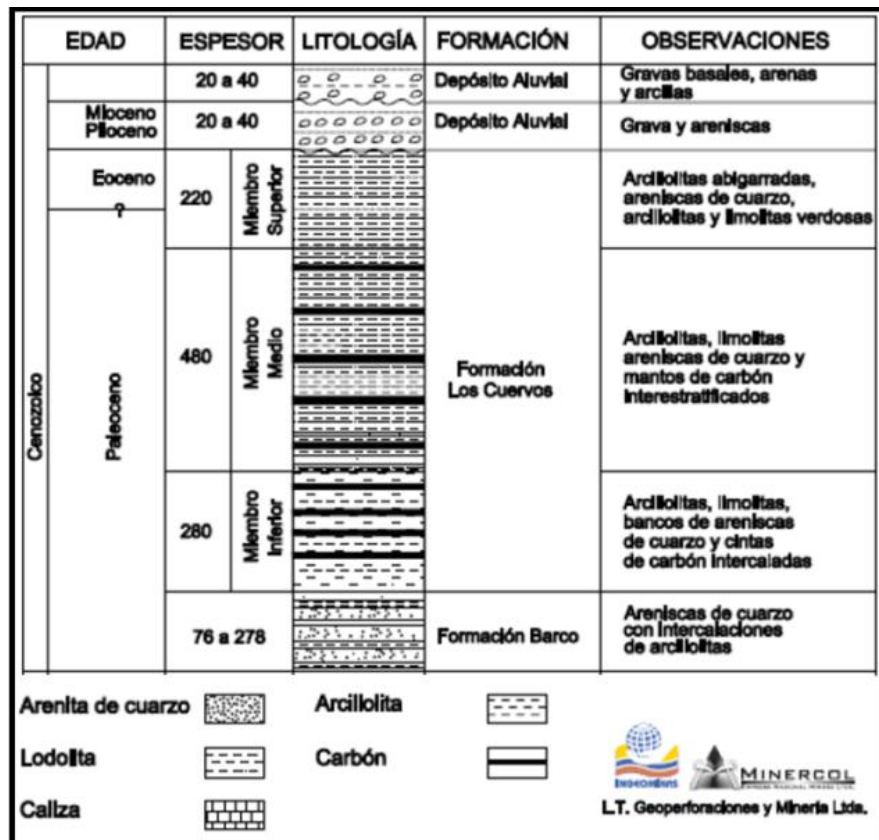 EDAD ESPESOR LITOLOGÍA FORMACIÓN OBSERVACIONES
20 a 40 Depósito Aluvial Gravas basales, arenas
y arcillas
Mioceno
Plioceno
20 a 40 Depósito Aluvial Grava y areniscas
Eoceno
220
Miembro
Superior
Arcillolitas abigarradas,
areniscas de cuarzo,
arcillolitas y limolitas verdosas
?
Cenozoico
Paleoceno
480
Miembro
Medio
Formación
Los Cuervos
Arcillolitas, limolitas
areniscas de cuarzo y
mantos de carbón
interestratificados
280
Miembro
Inferior
Arcillolitas, limolitas,
bancos de areniscas
de cuarzo y cintas
de carbón intercaladas
76 a 278 Formación Barco
Areniscas de cuarzo
con intercalaciones
de arcillolitas
Arenita de cuarzo Arcillolita
Lodolita Carbón
Caliza
MINERCOL
L.T. Geoperforaciones y Minería Ltda.